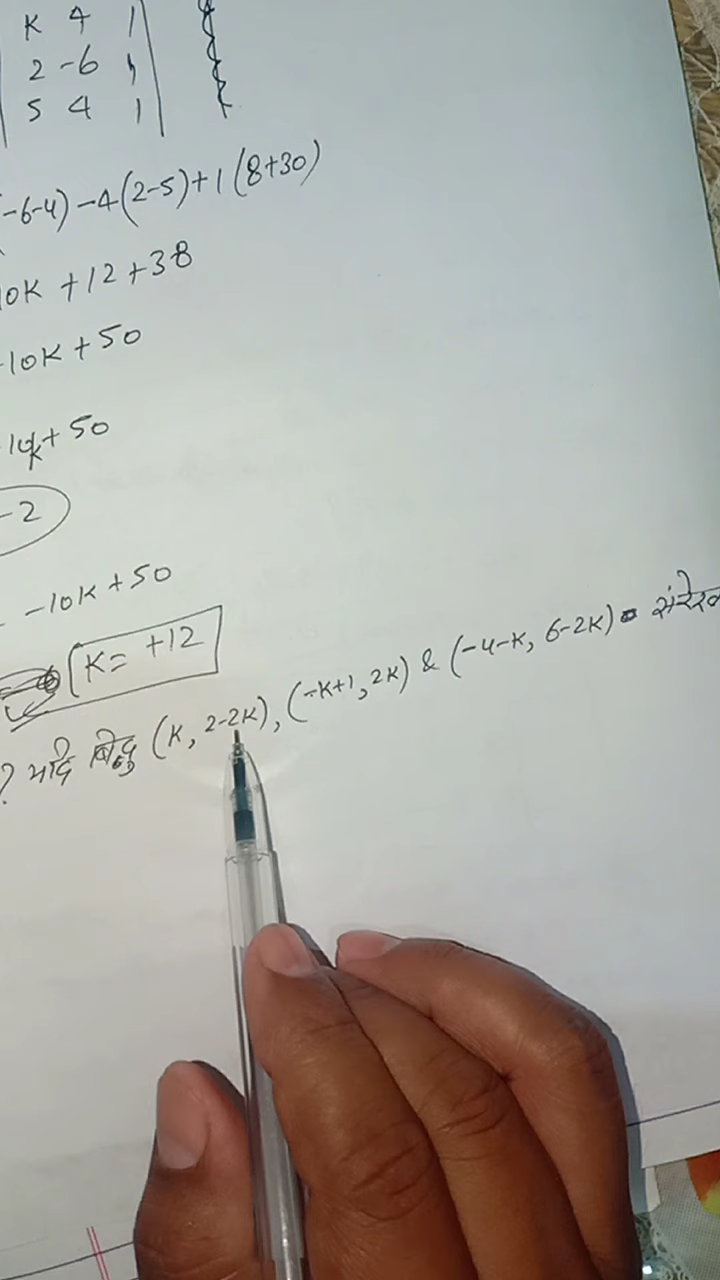 K 4 1
2 -6 1
5 4 1
-6-4) -4(2-5)+1(8+30)
10K +12+38
-10K +50
+50
-2
-10K +50
K= +12
? यदि बिंदु (K, 2-2K), (-K+1, 2K) & (-4-K, 6-2K)